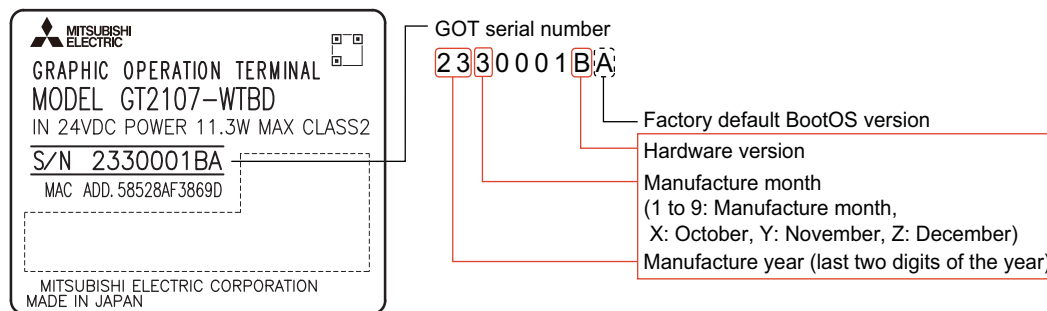 MITSUBISHI
ELECTRIC
GRAPHIC OPERATION TERMINAL
MODEL GT2107-WTBD
IN 24VDC POWER 11.3W MAX CLASS2
S/N 2330001BA
MAC ADD. 58528AF3869D
MITSUBISHI ELECTRIC CORPORATION
MADE IN JAPAN
GOT serial number
2330001BA
Factory default BootOS version
Hardware version
Manufacture month
(1 to 9: Manufacture month,
X: October, Y: November, Z: December)
Manufacture year (last two digits of the year)